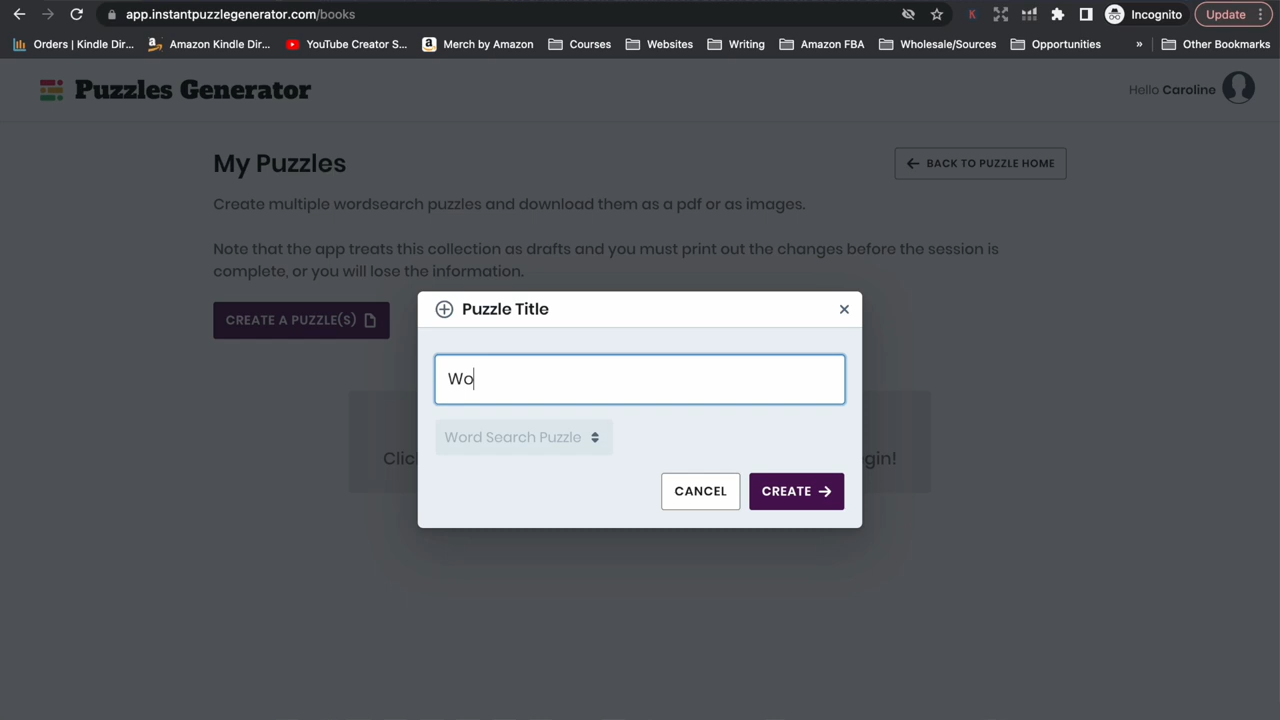 app.instantpuzzlegenerator.com/books
Incognito
Update
Orders | Kindle Dir...
Amazon Kindle Dir...
YouTube Creator S...
Merch by Amazon
Courses
Websites
Writing
Amazon FBA
Wholesale/Sources
Opportunities
»
Other Bookmarks
Puzzles Generator
Hello Caroline
My Puzzles
BACK TO PUZZLE HOME
Create multiple wordsearch puzzles and download them as a pdf or as images.
Note that the app treats this collection as drafts and you must print out the changes before the session is
complete, or you will lose the information.
CREATE A PUZZLE(S)
Puzzle Title
Wo
Word Search Puzzle
CANCEL
CREATE